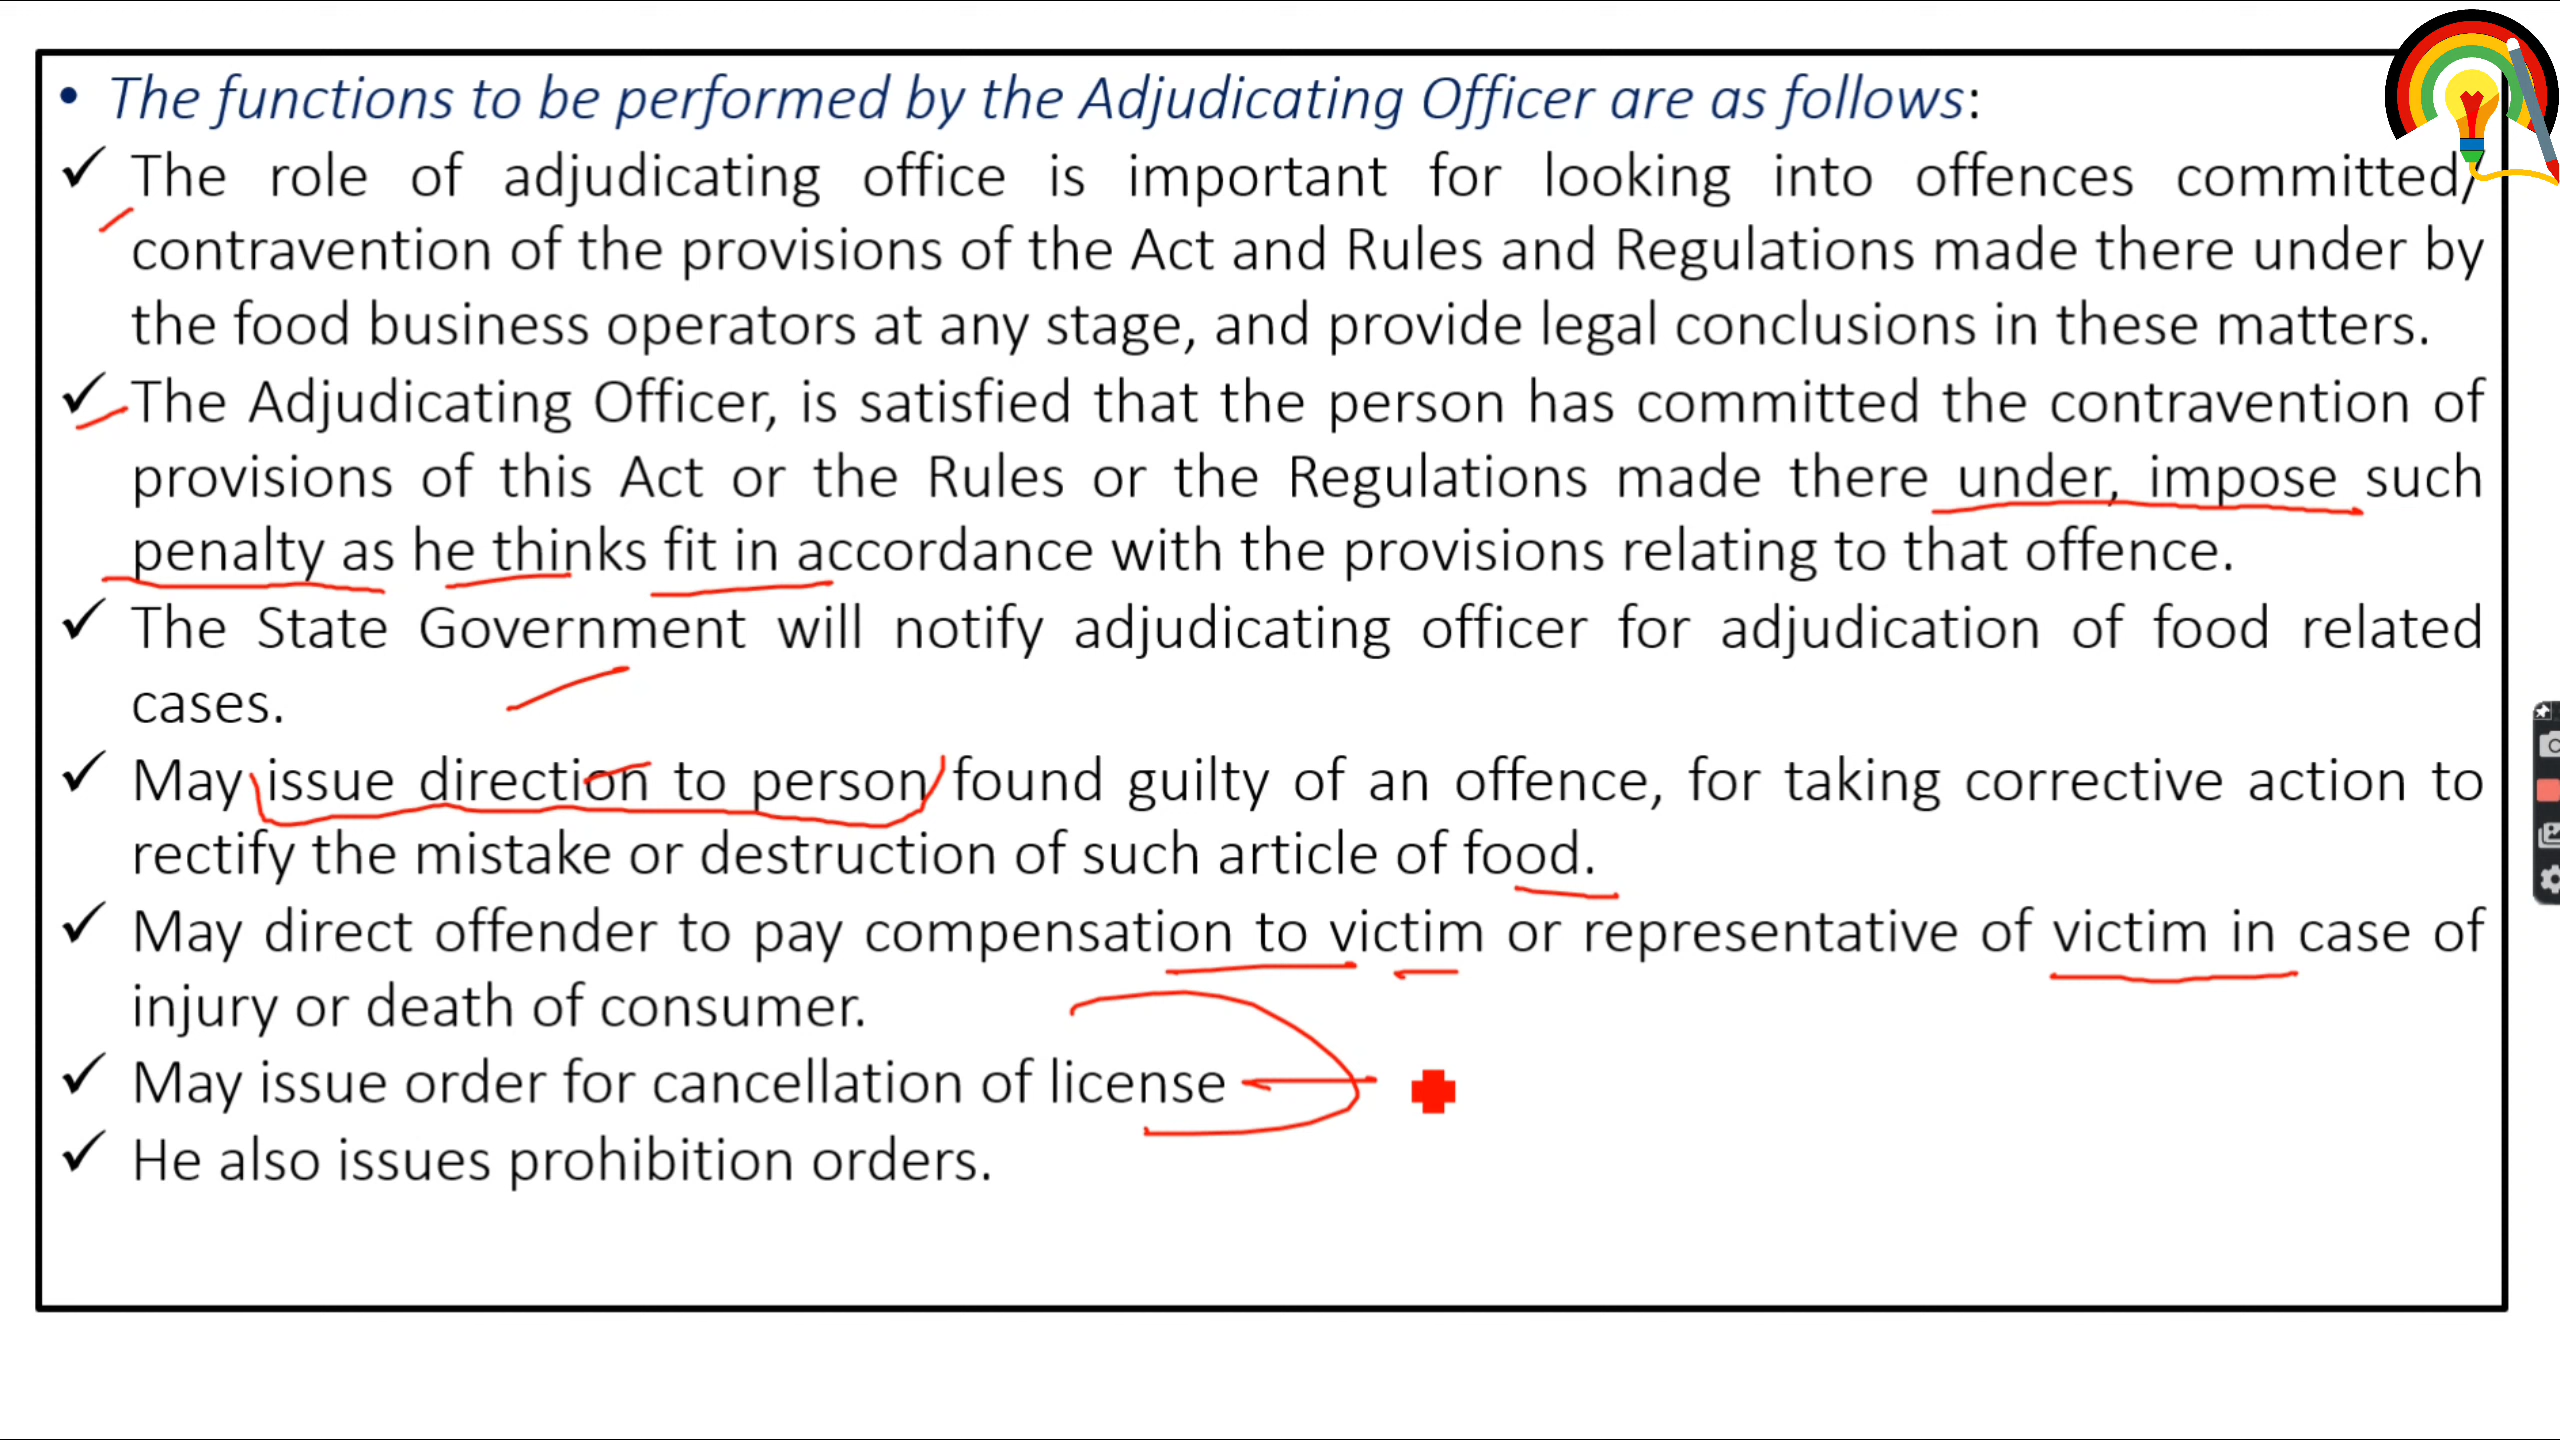 • The functions to be performed by the Adjudicating Officer are as follows:
✓ The role of adjudicating office is important for looking into offences committed/
contravention of the provisions of the Act and Rules and Regulations made there under by
the food business operators at any stage, and provide legal conclusions in these matters.
✓ The Adjudicating Officer, is satisfied that the person has committed the contravention of
provisions of this Act or the Rules or the Regulations made there under, impose such
penalty as he thinks fit in accordance with the provisions relating to that offence.
✓ The State Government will notify adjudicating officer for adjudication of food related
cases.
✓ May issue direction to person found guilty of an offence, for taking corrective action to
rectify the mistake or destruction of such article of food.
✓ May direct offender to pay compensation to victim or representative of victim in case of
injury or death of consumer.
✓ May issue order for cancellation of license
✓ He also issues prohibition orders.